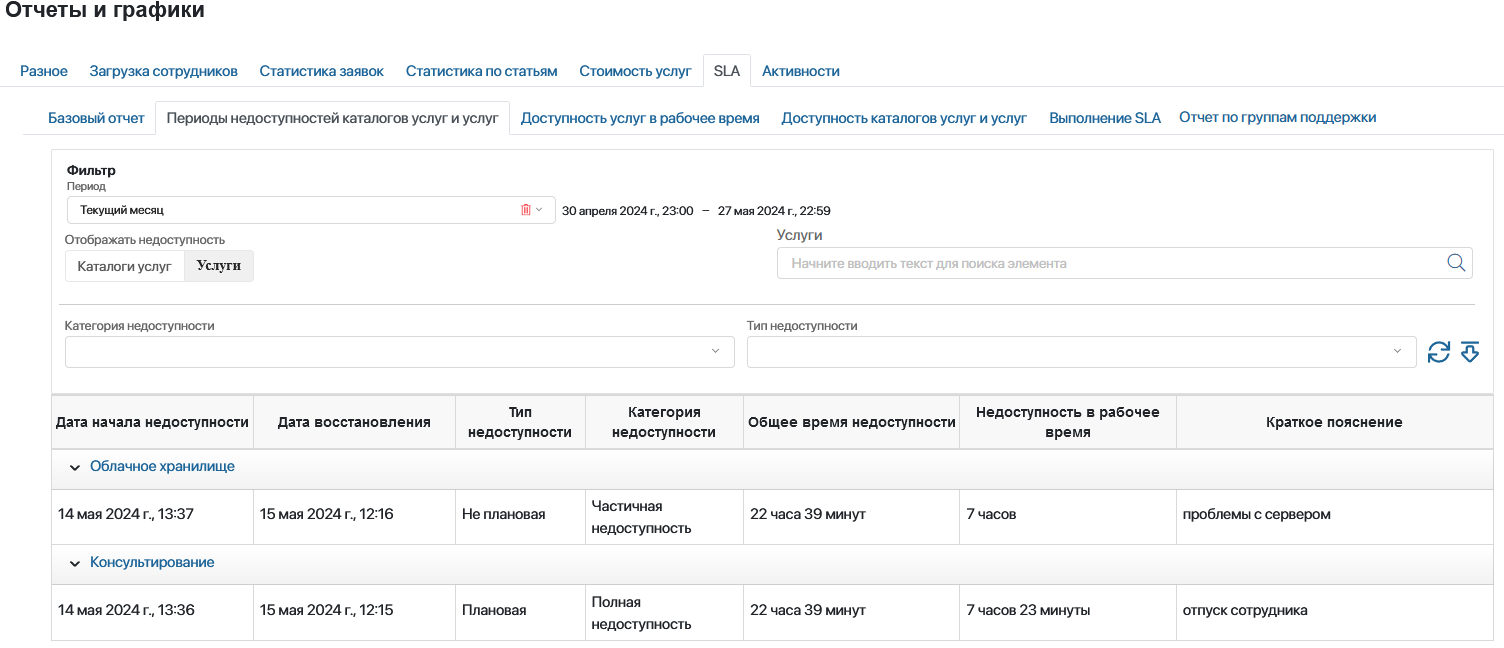 Отчеты и графики
Разное Загрузка сотрудников Статистика заявок Статистика по статьям Стоимость услуг SLA Активности
Базовый отчет Периоды недоступностей каталогов услуг и услуг Доступность услуг в рабочее время Доступность каталогов услуг и услуг Выполнение SLA Отчет по группам поддержки
Фильтр
Период
Текущий месяц 30 апреля 2024 г., 23:00 – 27 мая 2024 г., 22:59
Отображать недоступность Услуги
Каталоги услуг Услуги Начните вводить текст для поиска элемента
Категория недоступности Тип недоступности
Дата начала недоступности Дата восстановления Тип недоступности Категория недоступности Общее время недоступности Недоступность в рабочее время Краткое пояснение
Облачное хранилище
14 мая 2024 г., 13:37 15 мая 2024 г., 12:16 Не плановая Частичная недоступность 22 часа 39 минут 7 часов проблемы с сервером
Консультирование
14 мая 2024 г., 13:36 15 мая 2024 г., 12:15 Плановая Полная недоступность 22 часа 39 минут 7 часов 23 минуты отпуск сотрудника